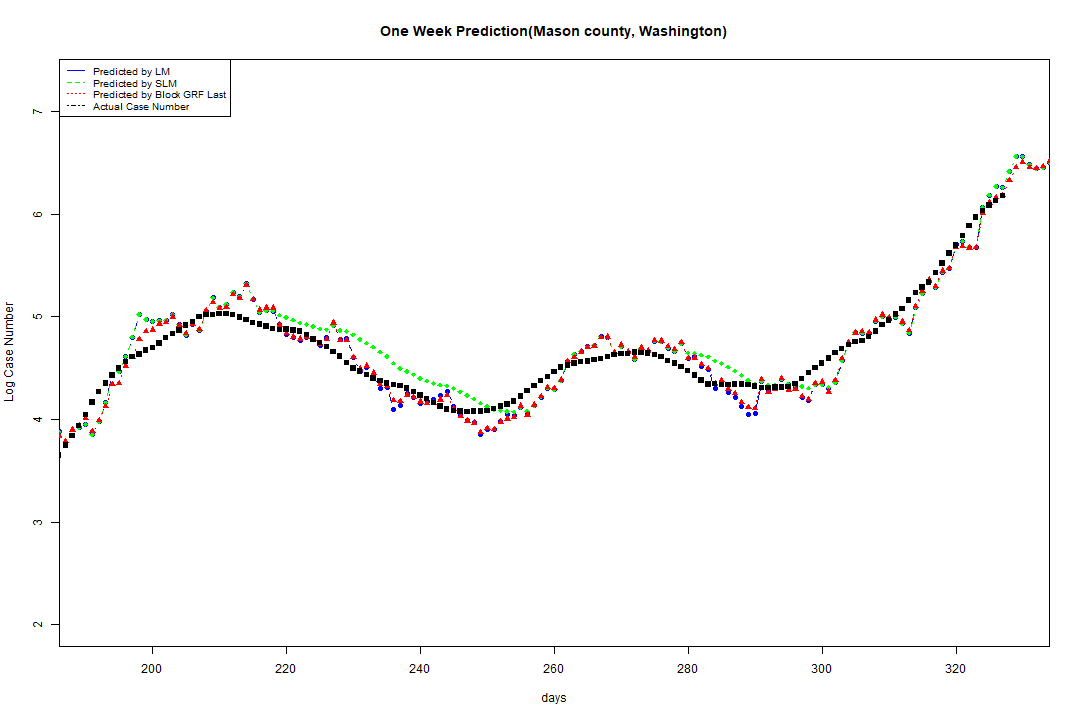 One Week Prediction(Mason county, Washington)
Predicted by LM
Predicted by SLM
Predicted by Block GRF Last
Actual Case Number
7
6
5
4
3
2
Log Case Number
200 220 240 260 280 300 320
days